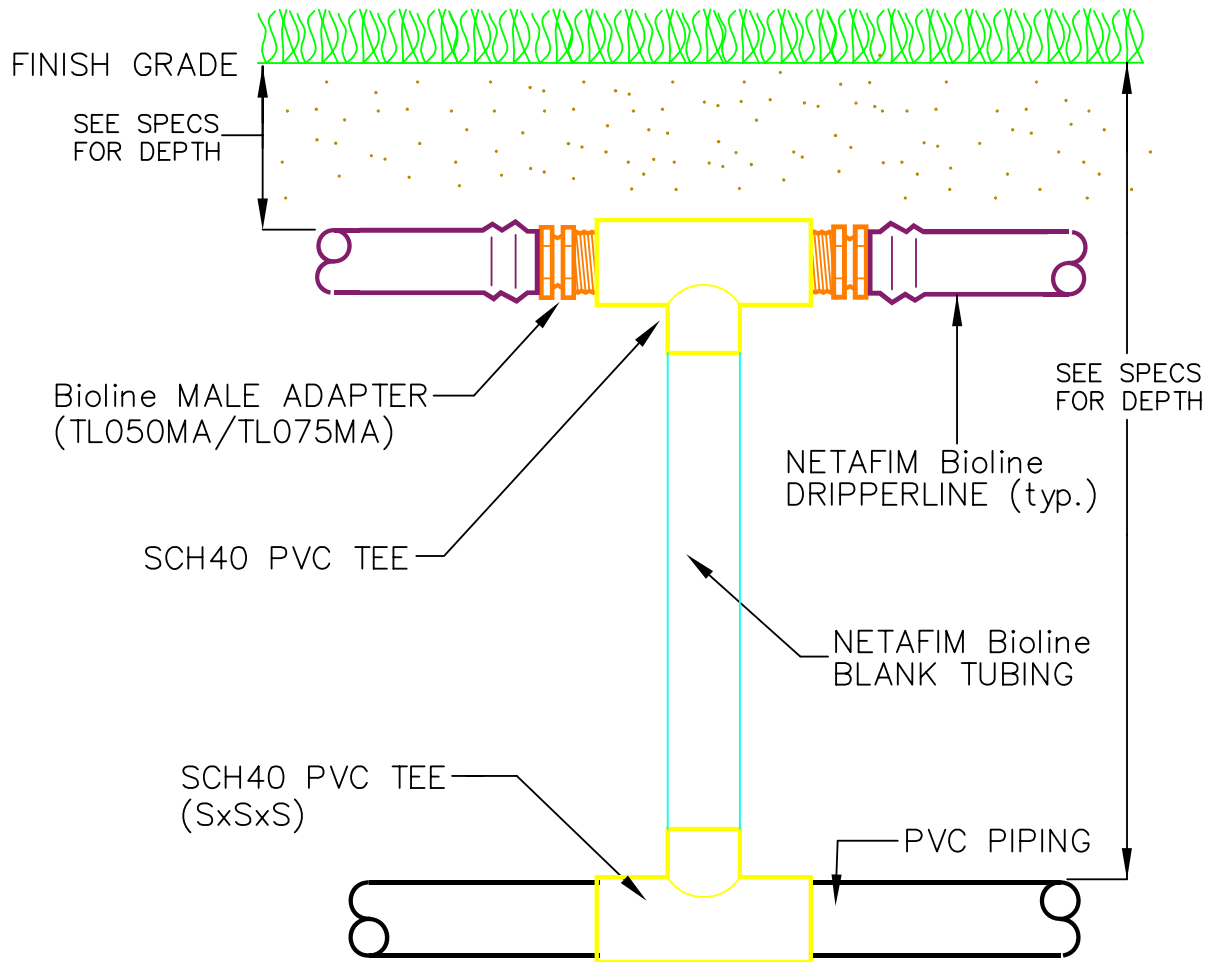 FINISH GRADE
SEE SPECS
FOR DEPTH
Bioline MALE ADAPTER
(TL050MA/TL075MA)
SEE SPECS
FOR DEPTH
NETAFIM Bioline
DRIPPERLINE (typ.)
SCH40 PVC TEE
NETAFIM Bioline
BLANK TUBING
SCH40 PVC TEE
(SxSxS)
PVC PIPING